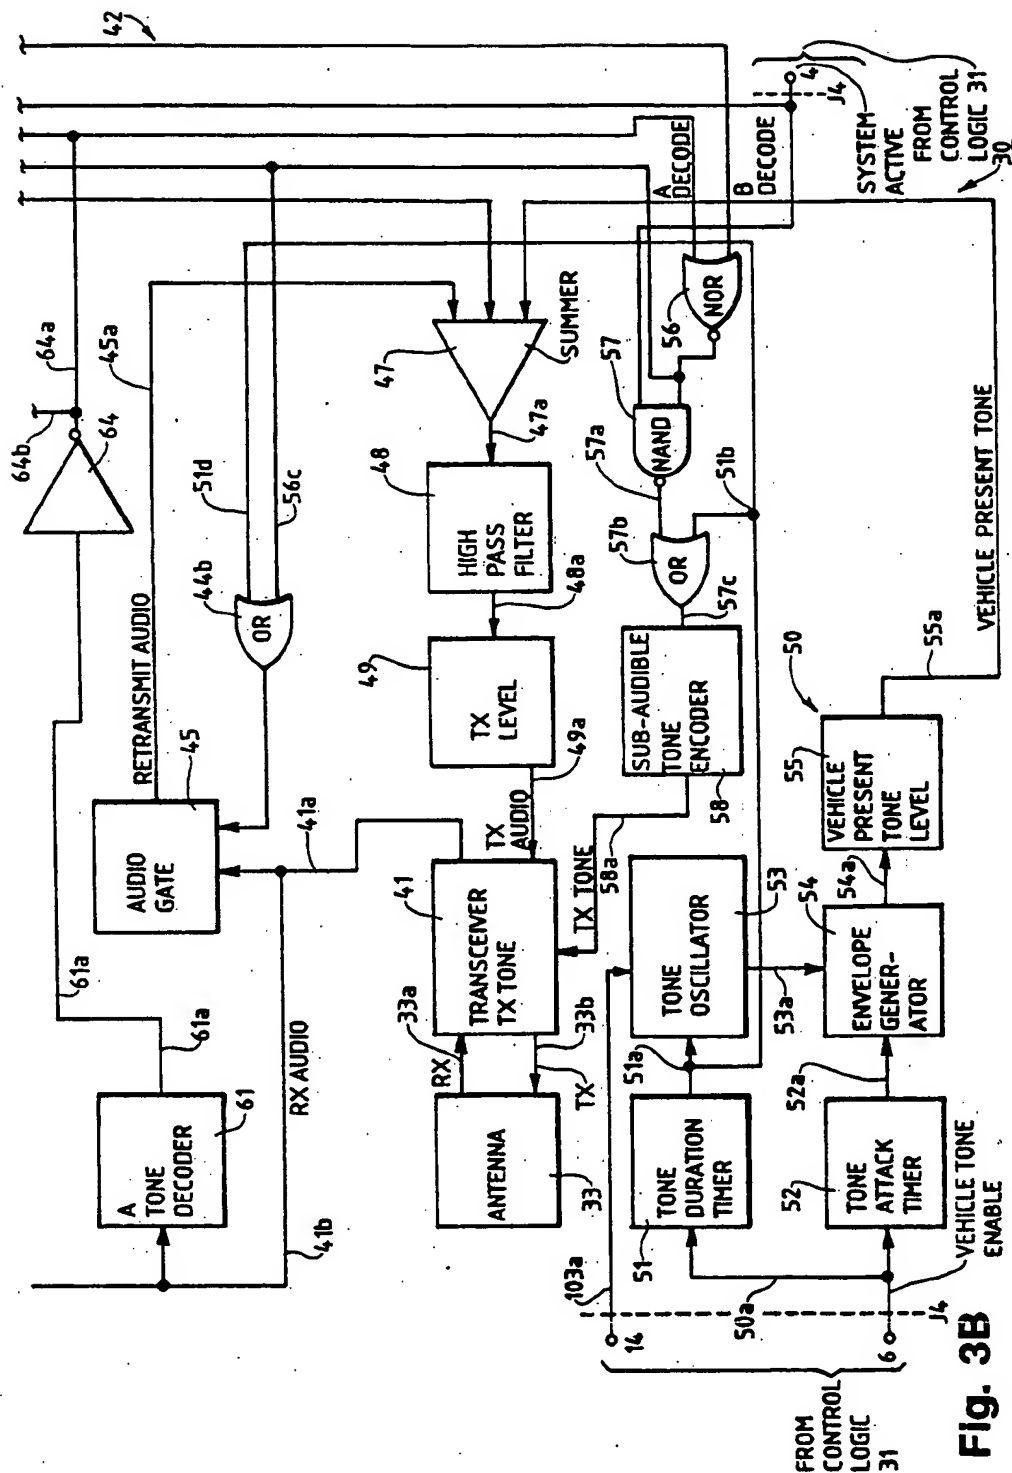 42
64b
64
64a
45a
RETRANSMIT AUDIO
61a
61a
A
TONE
DECODER
61
41b
RX AUDIO
AUDIO
GATE
45
41a
44b
OR
51d
56c
47
SUMMER
47a
48
HIGH
PASS
FILTER
48a
49
TX
LEVEL
49a
TX
AUDIO
41
TRANSCEIVER
TX TONE
RX
33a
33b
TX
ANTENNA
33
TX TONE
58a
SUB-AUDIBLE
TONE
ENCODER
58
57c
57b
OR
57a
NAND
57
56
NOR
A
DECODE
B
DECODE
51b
4
J4
SYSTEM
ACTIVE
FROM
CONTROL
LOGIC 31
30
103a
14
51
TONE
DURATION
TIMER
51a
TONE
OSCILLATOR
53
53a
50a
6
J4
VEHICLE TONE
ENABLE
52
TONE
ATTACK
TIMER
52a
ENVELOPE
GENER-
ATOR
54
54a
55
VEHICLE
PRESENT
TONE
LEVEL
50
55a
VEHICLE PRESENT TONE
FROM
CONTROL
LOGIC
31
Fig. 3B